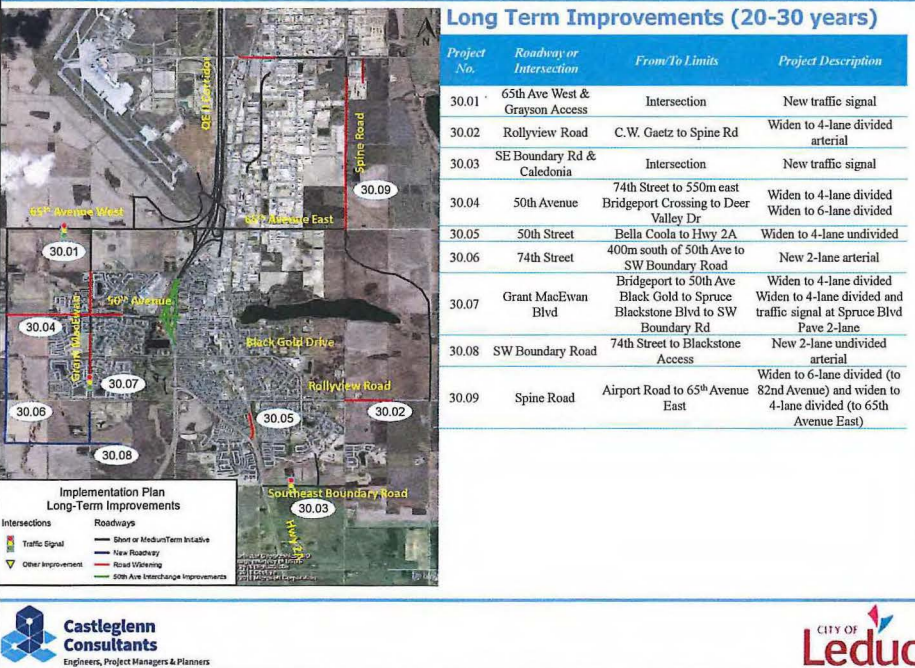 Long Term Improvements (20-30 years)
Project No. Roadway or Intersection From/To Limits Project Description
30.01 65th Ave West & Grayson Access Intersection New traffic signal
30.02 Rollyview Road C.W. Gaetz to Spine Rd Widen to 4-lane divided arterial
30.03 SE Boundary Rd & Caledonia Intersection New traffic signal
30.04 50th Avenue 74th Street to 550m east Bridgeport Crossing to Deer Valley Dr Widen to 4-lane divided Widen to 6-lane divided
30.05 50th Street Bella Coola to Hwy 2A Widen to 4-lane undivided
30.06 74th Street 400m south of 50th Ave to SW Boundary Road New 2-lane arterial
30.07 Grant MacEwan Blvd Bridgeport to 50th Ave Black Gold to Spruce Blackstone Blvd to SW Boundary Rd Widen to 4-lane divided Widen to 4-lane divided and traffic signal at Spruce Blvd Pave 2-lane
30.08 SW Boundary Road 74th Street to Blackstone Access New 2-lane undivided arterial
30.09 Spine Road Airport Road to 65th Avenue East Widen to 6-lane divided (to 82nd Avenue) and widen to 4-lane divided (to 65th Avenue East)
N
QEII Corridor
Spine Road
30.09
65th Avenue West
65th Avenue East
30.01
50th Avenue
30.04
Grant MacEwan
Black Gold Drive
30.07
Rollyview Road
30.06
30.05
30.02
30.08
Southeast Boundary Road
30.03
Hwy 2A
Implementation Plan
Long-Term Improvements
Intersections
Traffic Signal
Other Improvement
Roadways
Short or MediumTerm Initiative
New Roadway
Road Widening
50th Ave Interchange Improvements
Castleglenn
Consultants
Engineers, Project Managers & Planners
CITY OF
Leduc